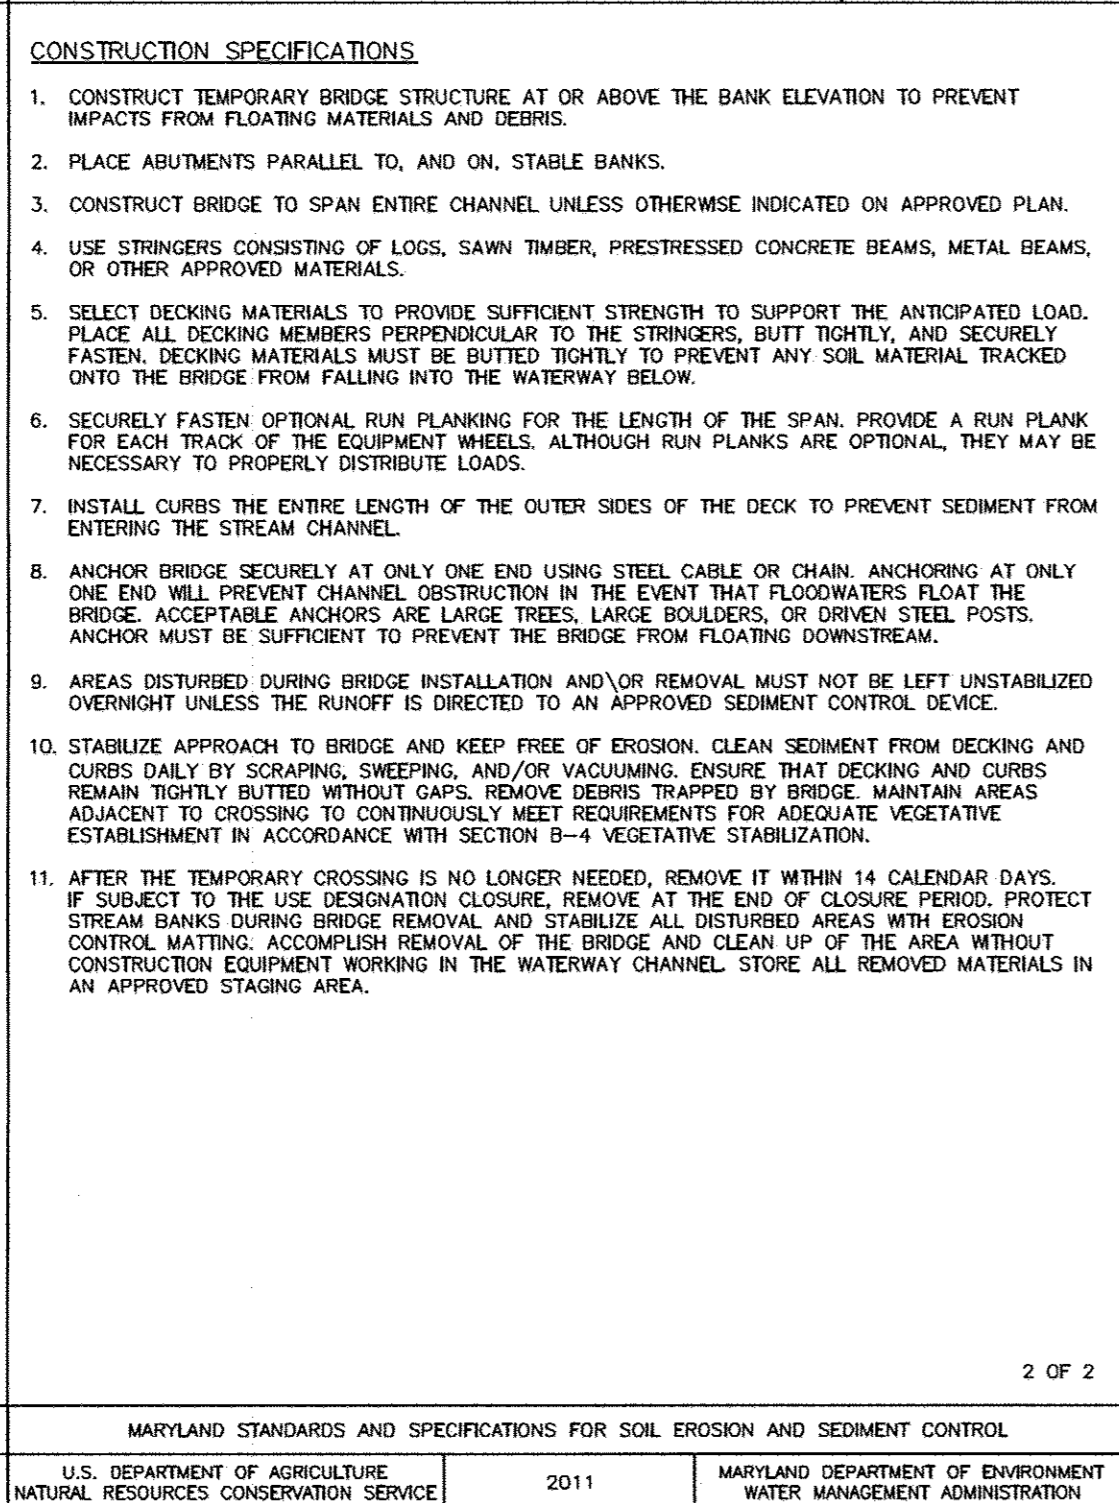 CONSTRUCTION SPECIFICATIONS
1. CONSTRUCT TEMPORARY BRIDGE STRUCTURE AT OR ABOVE THE BANK ELEVATION TO PREVENT
IMPACTS FROM FLOATING MATERIALS AND DEBRIS.
2. PLACE ABUTMENTS PARALLEL TO, AND ON, STABLE BANKS.
3. CONSTRUCT BRIDGE TO SPAN ENTIRE CHANNEL UNLESS OTHERWISE INDICATED ON APPROVED PLAN.
4. USE STRINGERS CONSISTING OF LOGS, SAWN TIMBER, PRESTRESSED CONCRETE BEAMS, METAL BEAMS,
OR OTHER APPROVED MATERIALS.
5. SELECT DECKING MATERIALS TO PROVIDE SUFFICIENT STRENGTH TO SUPPORT THE ANTICIPATED LOAD.
PLACE ALL DECKING MEMBERS PERPENDICULAR TO THE STRINGERS, BUTT TIGHTLY, AND SECURELY
FASTEN. DECKING MATERIALS MUST BE BUTTED TIGHTLY TO PREVENT ANY SOIL MATERIAL TRACKED
ONTO THE BRIDGE FROM FALLING INTO THE WATERWAY BELOW.
6. SECURELY FASTEN OPTIONAL RUN PLANKING FOR THE LENGTH OF THE SPAN. PROVIDE A RUN PLANK
FOR EACH TRACK OF THE EQUIPMENT WHEELS. ALTHOUGH RUN PLANKS ARE OPTIONAL, THEY MAY BE
NECESSARY TO PROPERLY DISTRIBUTE LOADS.
7. INSTALL CURBS THE ENTIRE LENGTH OF THE OUTER SIDES OF THE DECK TO PREVENT SEDIMENT FROM
ENTERING THE STREAM CHANNEL.
8. ANCHOR BRIDGE SECURELY AT ONLY ONE END USING STEEL CABLE OR CHAIN. ANCHORING AT ONLY
ONE END WILL PREVENT CHANNEL OBSTRUCTION IN THE EVENT THAT FLOODWATERS FLOAT THE
BRIDGE. ACCEPTABLE ANCHORS ARE LARGE TREES, LARGE BOULDERS, OR DRIVEN STEEL POSTS.
ANCHOR MUST BE SUFFICIENT TO PREVENT THE BRIDGE FROM FLOATING DOWNSTREAM.
9. AREAS DISTURBED DURING BRIDGE INSTALLATION AND\OR REMOVAL MUST NOT BE LEFT UNSTABILIZED
OVERNIGHT UNLESS THE RUNOFF IS DIRECTED TO AN APPROVED SEDIMENT CONTROL DEVICE.
10. STABILIZE APPROACH TO BRIDGE AND KEEP FREE OF EROSION. CLEAN SEDIMENT FROM DECKING AND
CURBS DAILY BY SCRAPING, SWEEPING, AND/OR VACUUMING. ENSURE THAT DECKING AND CURBS
REMAIN TIGHTLY BUTTED WITHOUT GAPS. REMOVE DEBRIS TRAPPED BY BRIDGE. MAINTAIN AREAS
ADJACENT TO CROSSING TO CONTINUOUSLY MEET REQUIREMENTS FOR ADEQUATE VEGETATIVE
ESTABLISHMENT IN ACCORDANCE WITH SECTION B-4 VEGETATIVE STABILIZATION.
11. AFTER THE TEMPORARY CROSSING IS NO LONGER NEEDED, REMOVE IT WITHIN 14 CALENDAR DAYS.
IF SUBJECT TO THE USE DESIGNATION CLOSURE, REMOVE AT THE END OF CLOSURE PERIOD. PROTECT
STREAM BANKS DURING BRIDGE REMOVAL AND STABILIZE ALL DISTURBED AREAS WITH EROSION
CONTROL MATTING. ACCOMPLISH REMOVAL OF THE BRIDGE AND CLEAN UP OF THE AREA WITHOUT
CONSTRUCTION EQUIPMENT WORKING IN THE WATERWAY CHANNEL. STORE ALL REMOVED MATERIALS IN
AN APPROVED STAGING AREA.
2 OF 2
MARYLAND STANDARDS AND SPECIFICATIONS FOR SOIL EROSION AND SEDIMENT CONTROL
U.S. DEPARTMENT OF AGRICULTURE
NATURAL RESOURCES CONSERVATION SERVICE
2011
MARYLAND DEPARTMENT OF ENVIRONMENT
WATER MANAGEMENT ADMINISTRATION